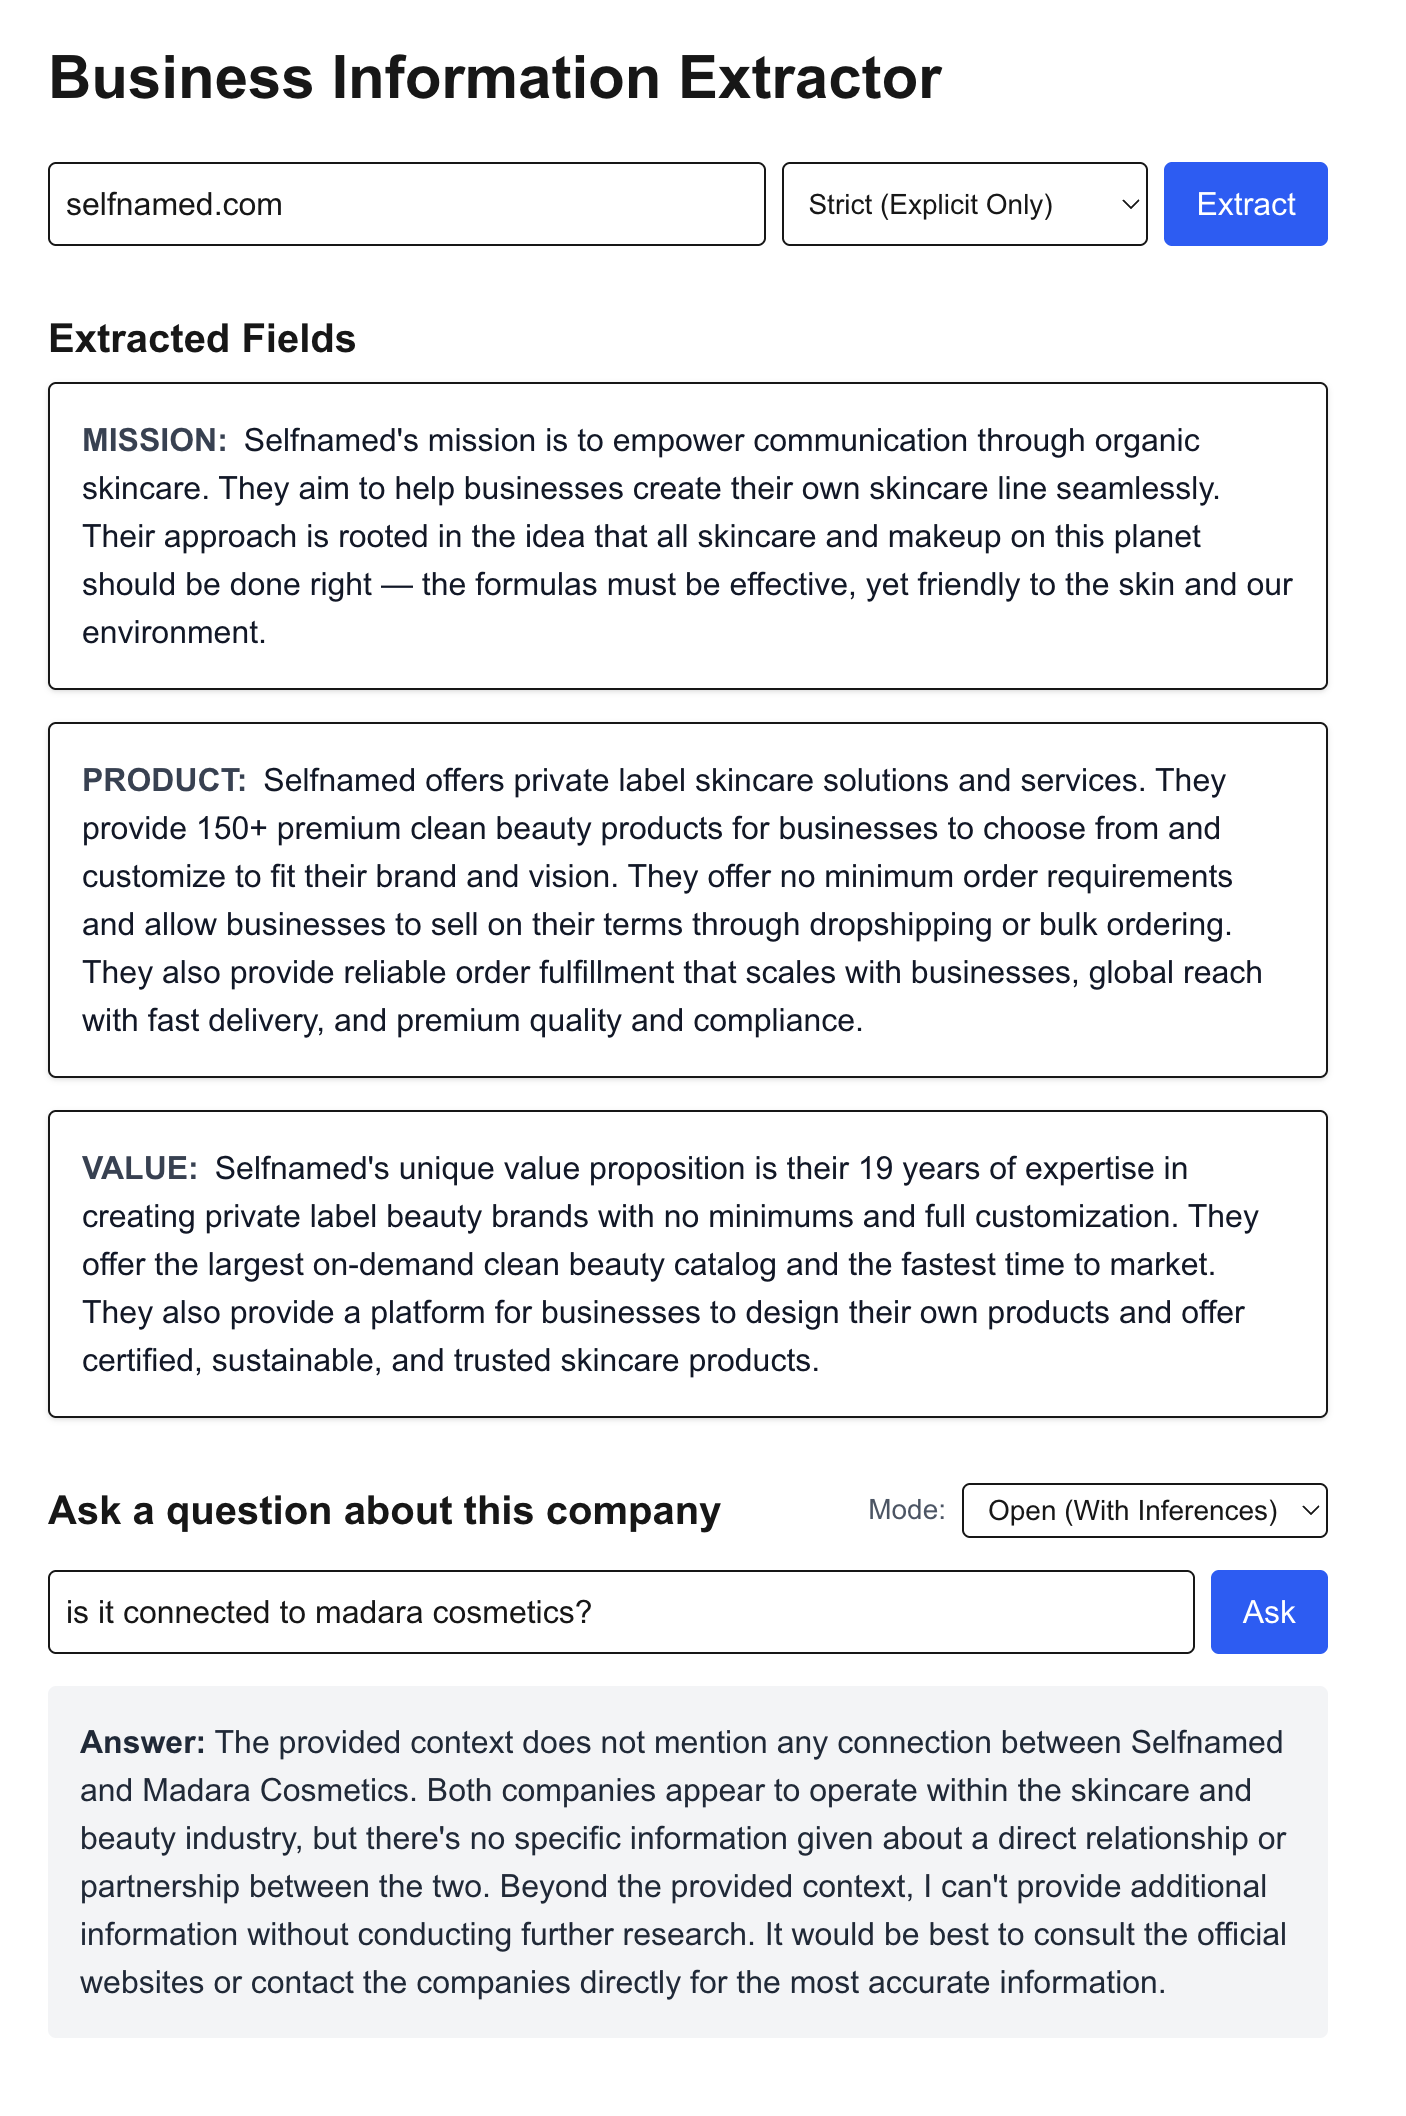 Business Information Extractor
selfnamed.com
Strict (Explicit Only)
Extract
Extracted Fields
MISSION: Selfnamed's mission is to empower communication through organic
skincare. They aim to help businesses create their own skincare line seamlessly.
Their approach is rooted in the idea that all skincare and makeup on this planet
should be done right — the formulas must be effective, yet friendly to the skin and our
environment.
PRODUCT: Selfnamed offers private label skincare solutions and services. They
provide 150+ premium clean beauty products for businesses to choose from and
customize to fit their brand and vision. They offer no minimum order requirements
and allow businesses to sell on their terms through dropshipping or bulk ordering.
They also provide reliable order fulfillment that scales with businesses, global reach
with fast delivery, and premium quality and compliance.
VALUE: Selfnamed's unique value proposition is their 19 years of expertise in
creating private label beauty brands with no minimums and full customization. They
offer the largest on-demand clean beauty catalog and the fastest time to market.
They also provide a platform for businesses to design their own products and offer
certified, sustainable, and trusted skincare products.
Ask a question about this company
Mode:
Open (With Inferences)
is it connected to madara cosmetics?
Ask
Answer: The provided context does not mention any connection between Selfnamed
and Madara Cosmetics. Both companies appear to operate within the skincare and
beauty industry, but there's no specific information given about a direct relationship or
partnership between the two. Beyond the provided context, I can't provide additional
information without conducting further research. It would be best to consult the official
websites or contact the companies directly for the most accurate information.